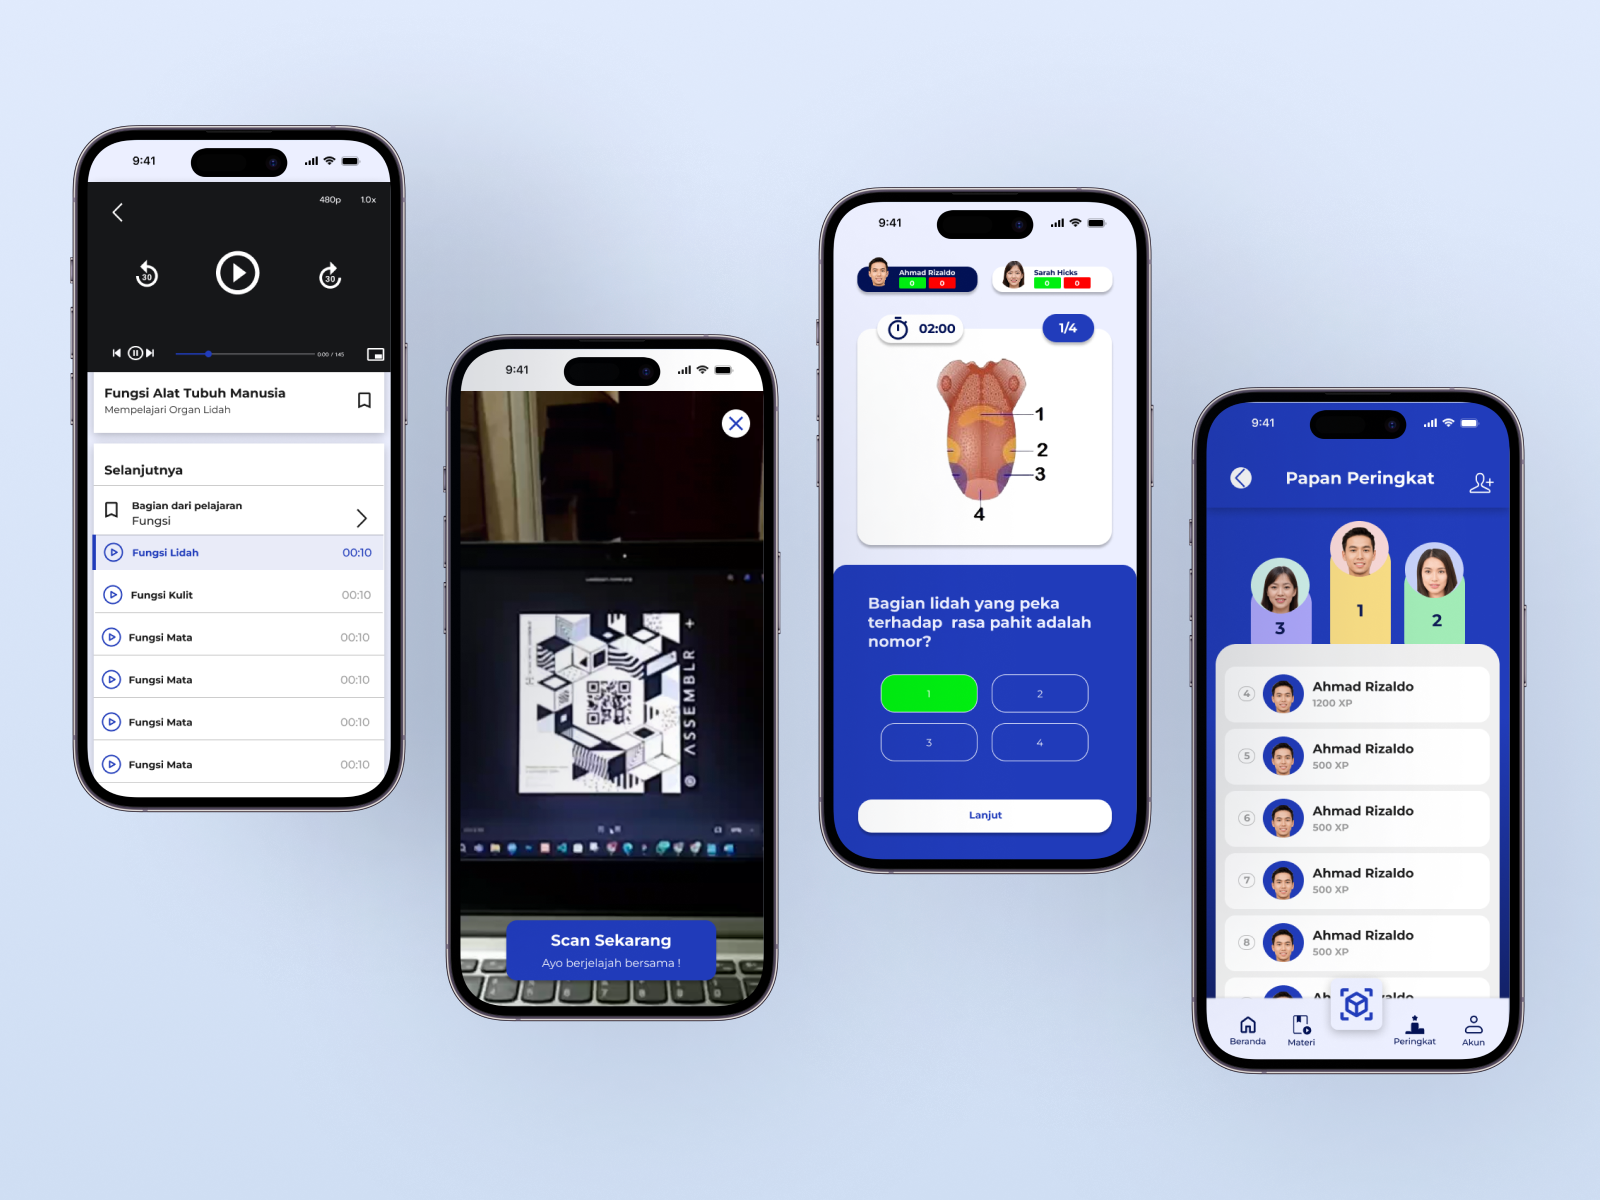 9:41
480p
1.0x
30
30
0:00 / 1:45
Fungsi Alat Tubuh Manusia
Mempelajari Organ Lidah
Selanjutnya
Bagian dari pelajaran
Fungsi
Fungsi Lidah 00:10
Fungsi Kulit 00:10
Fungsi Mata 00:10
Fungsi Mata 00:10
Fungsi Mata 00:10
Fungsi Mata 00:10
9:41
ASSEMBLR
Scan Sekarang
Ayo berjelajah bersama !
9:41
Ahmad Rizaldo
0 0
Sarah Hicks
0 0
02:00
1/4
1
2
3
4
Bagian lidah yang peka
terhadap rasa pahit adalah
nomor?
1 2
3 4
Lanjut
9:41
Papan Peringkat
3
1
2
4 Ahmad Rizaldo
1200 XP
5 Ahmad Rizaldo
500 XP
6 Ahmad Rizaldo
500 XP
7 Ahmad Rizaldo
500 XP
8 Ahmad Rizaldo
500 XP
Beranda
Materi
Peringkat
Akun